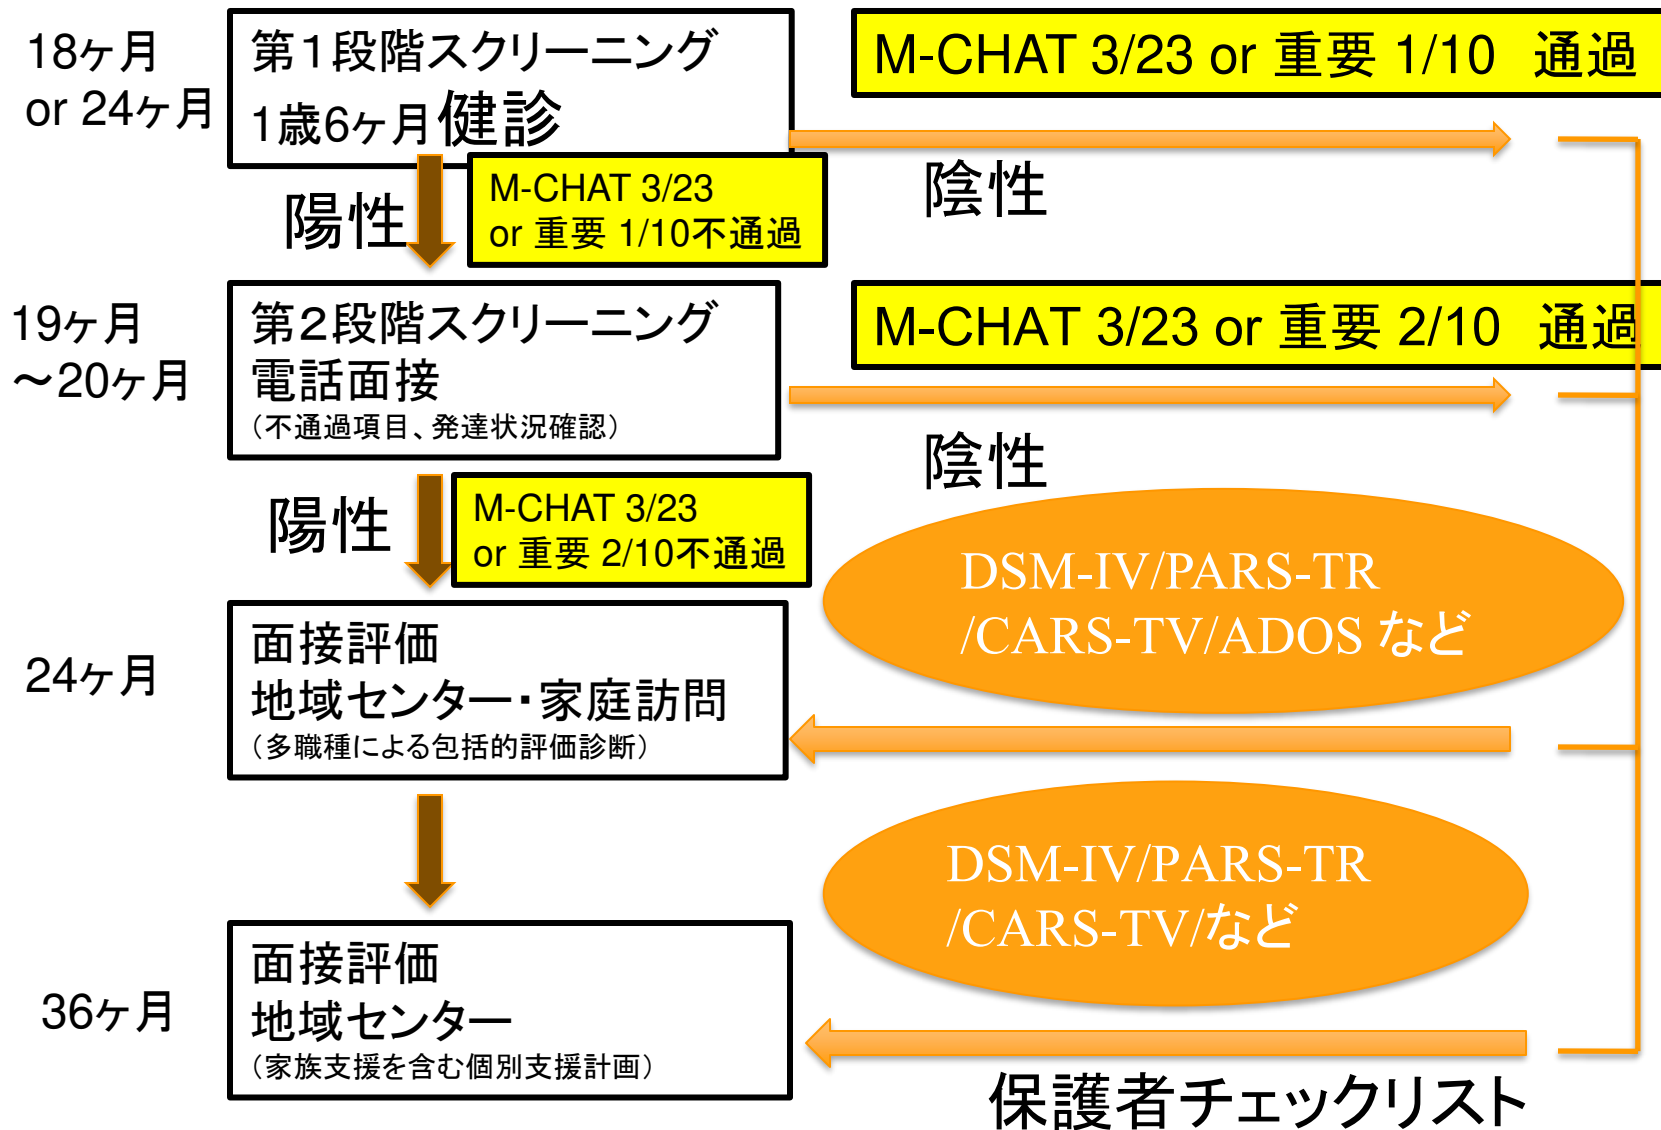 18ヶ月
or 24ヶ月
第１段階スクリーニング
1歳6ヶ月健診
M-CHAT 3/23 or 重要 1/10　通過
陽性
M-CHAT 3/23
or 重要 1/10不通過
陰性
19ヶ月
～20ヶ月
第２段階スクリーニング
電話面接
（不通過項目、発達状況確認）
M-CHAT 3/23 or 重要 2/10　通過
陰性
陽性
M-CHAT 3/23
or 重要 2/10不通過
DSM-IV/PARS-TR
/CARS-TV/ADOS など
24ヶ月
面接評価
地域センター・家庭訪問
（多職種による包括的評価診断）
DSM-IV/PARS-TR
/CARS-TV/など
36ヶ月
面接評価
地域センター
（家族支援を含む個別支援計画）
保護者チェックリスト